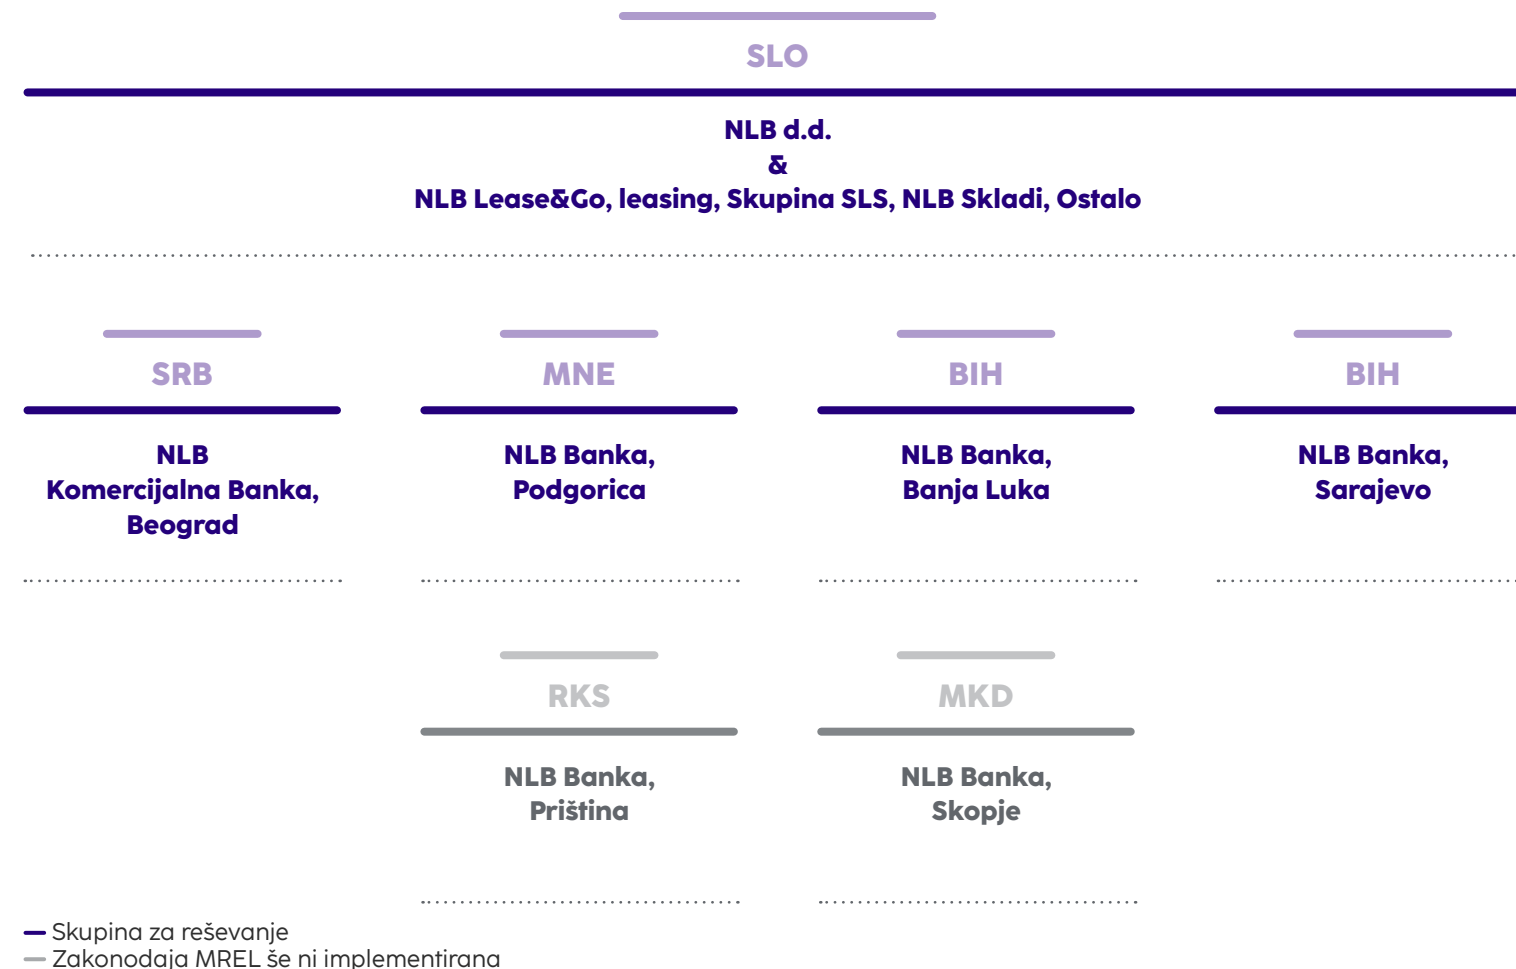 SLO
NLB d.d.
&
NLB Lease&Go, leasing, Skupina SLS, NLB Skladi, Ostalo
SRB
NLB
Komercijalna Banka,
Beograd
MNE
NLB Banka,
Podgorica
BIH
NLB Banka,
Banja Luka
BIH
NLB Banka,
Sarajevo
RKS
NLB Banka,
Priština
MKD
NLB Banka,
Skopje
Skupina za reševanje
Zakonodaja MREL še ni implementirana